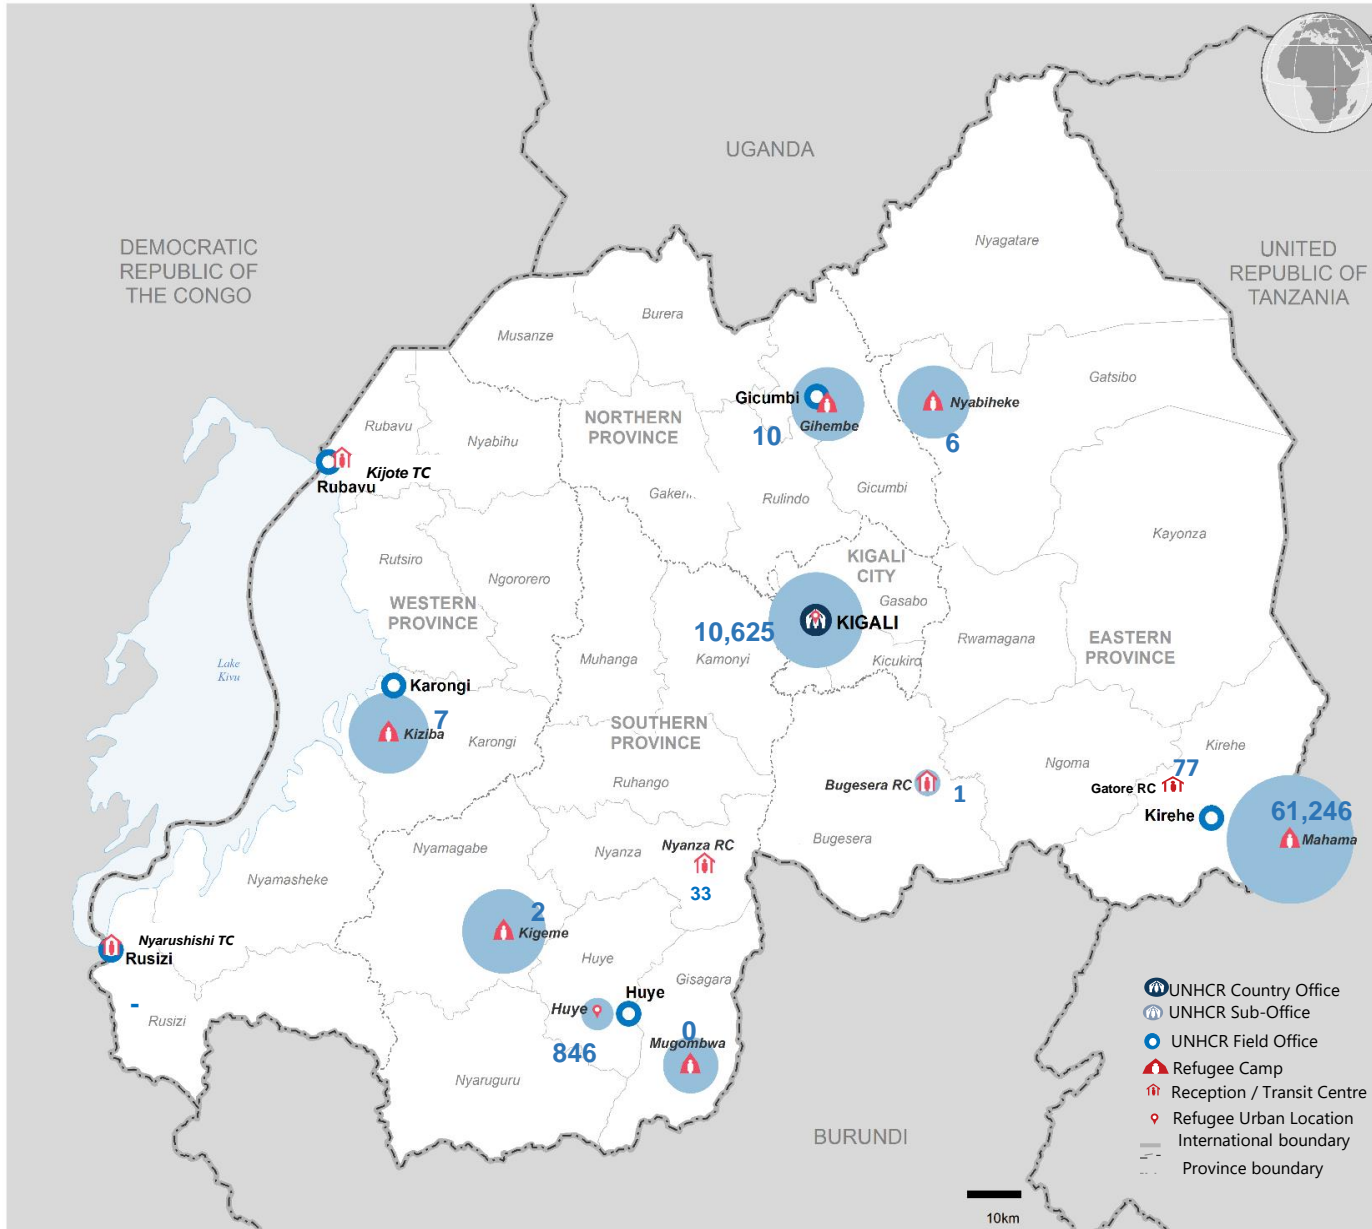 UGANDA
DEMOCRATIC
REPUBLIC OF
THE CONGO
UNITED
REPUBLIC OF
TANZANIA
Nyagatare
Burera
Musanze
Gatsibo
Gicumbi
Gihembe
10
Nyabiheke
6
NORTHERN
PROVINCE
Rubavu
Nyabihu
Kijote TC
Rubavu
Gaken
Rulindo
Gicumbi
Kayonza
Rutsiro
Ngororero
KIGALI
CITY
Gasabo
WESTERN
PROVINCE
10,625
KIGALI
Kamonyi
Muhanga
Kicukiro
Rwamagana
EASTERN
PROVINCE
Lake
Kivu
Karongi
7
Kiziba
Karongi
SOUTHERN
PROVINCE
Ruhango
Kirehe
Ngoma
77
Gatore RC
Bugesera RC
1
Kirehe
61,246
Mahama
Bugesera
Nyamagabe
Nyanza
Nyanza RC
33
Nyamasheke
2
Kigeme
Nyarushishi TC
Rusizi
-
Rusizi
Huye
Gisagara
Huye
Huye
846
0
Mugombwa
Nyaruguru
BURUNDI
UNHCR Country Office
UNHCR Sub-Office
UNHCR Field Office
Refugee Camp
Reception / Transit Centre
Refugee Urban Location
International boundary
Province boundary
10km